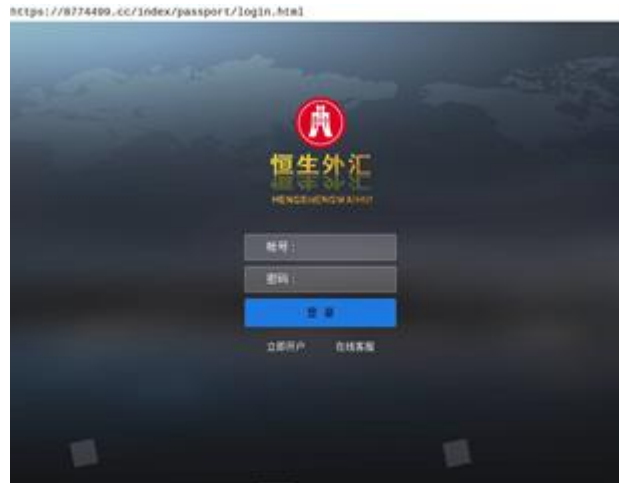 https://8774499.cc/index/passport/login.html
恒生外汇
HENGSHENGWAIHUI
帐号：
密码：
登 录
立即开户 在线客服